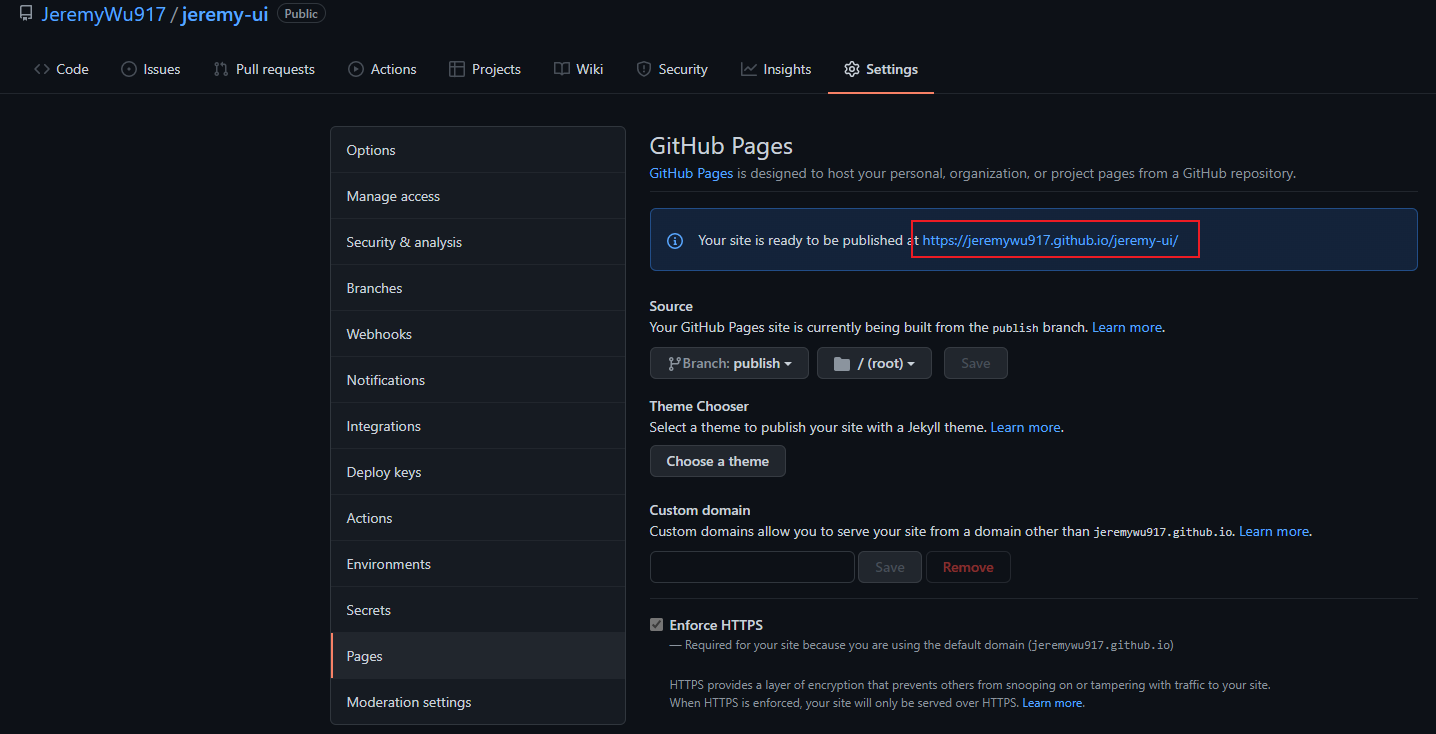 JeremyWu917 / jeremy-ui Public
Code Issues Pull requests Actions Projects Wiki Security Insights Settings
Options
Manage access
Security & analysis
Branches
Webhooks
Notifications
Integrations
Deploy keys
Actions
Environments
Secrets
Pages
Moderation settings
GitHub Pages
GitHub Pages is designed to host your personal, organization, or project pages from a GitHub repository.
Your site is ready to be published at https://jeremywu917.github.io/jeremy-ui/
Source
Your GitHub Pages site is currently being built from the publish branch. Learn more.
Branch: publish / (root) Save
Theme Chooser
Select a theme to publish your site with a Jekyll theme. Learn more.
Choose a theme
Custom domain
Custom domains allow you to serve your site from a domain other than jeremywu917.github.io. Learn more.
Save Remove
Enforce HTTPS
— Required for your site because you are using the default domain (jeremywu917.github.io)
HTTPS provides a layer of encryption that prevents others from snooping on or tampering with traffic to your site.
When HTTPS is enforced, your site will only be served over HTTPS. Learn more.